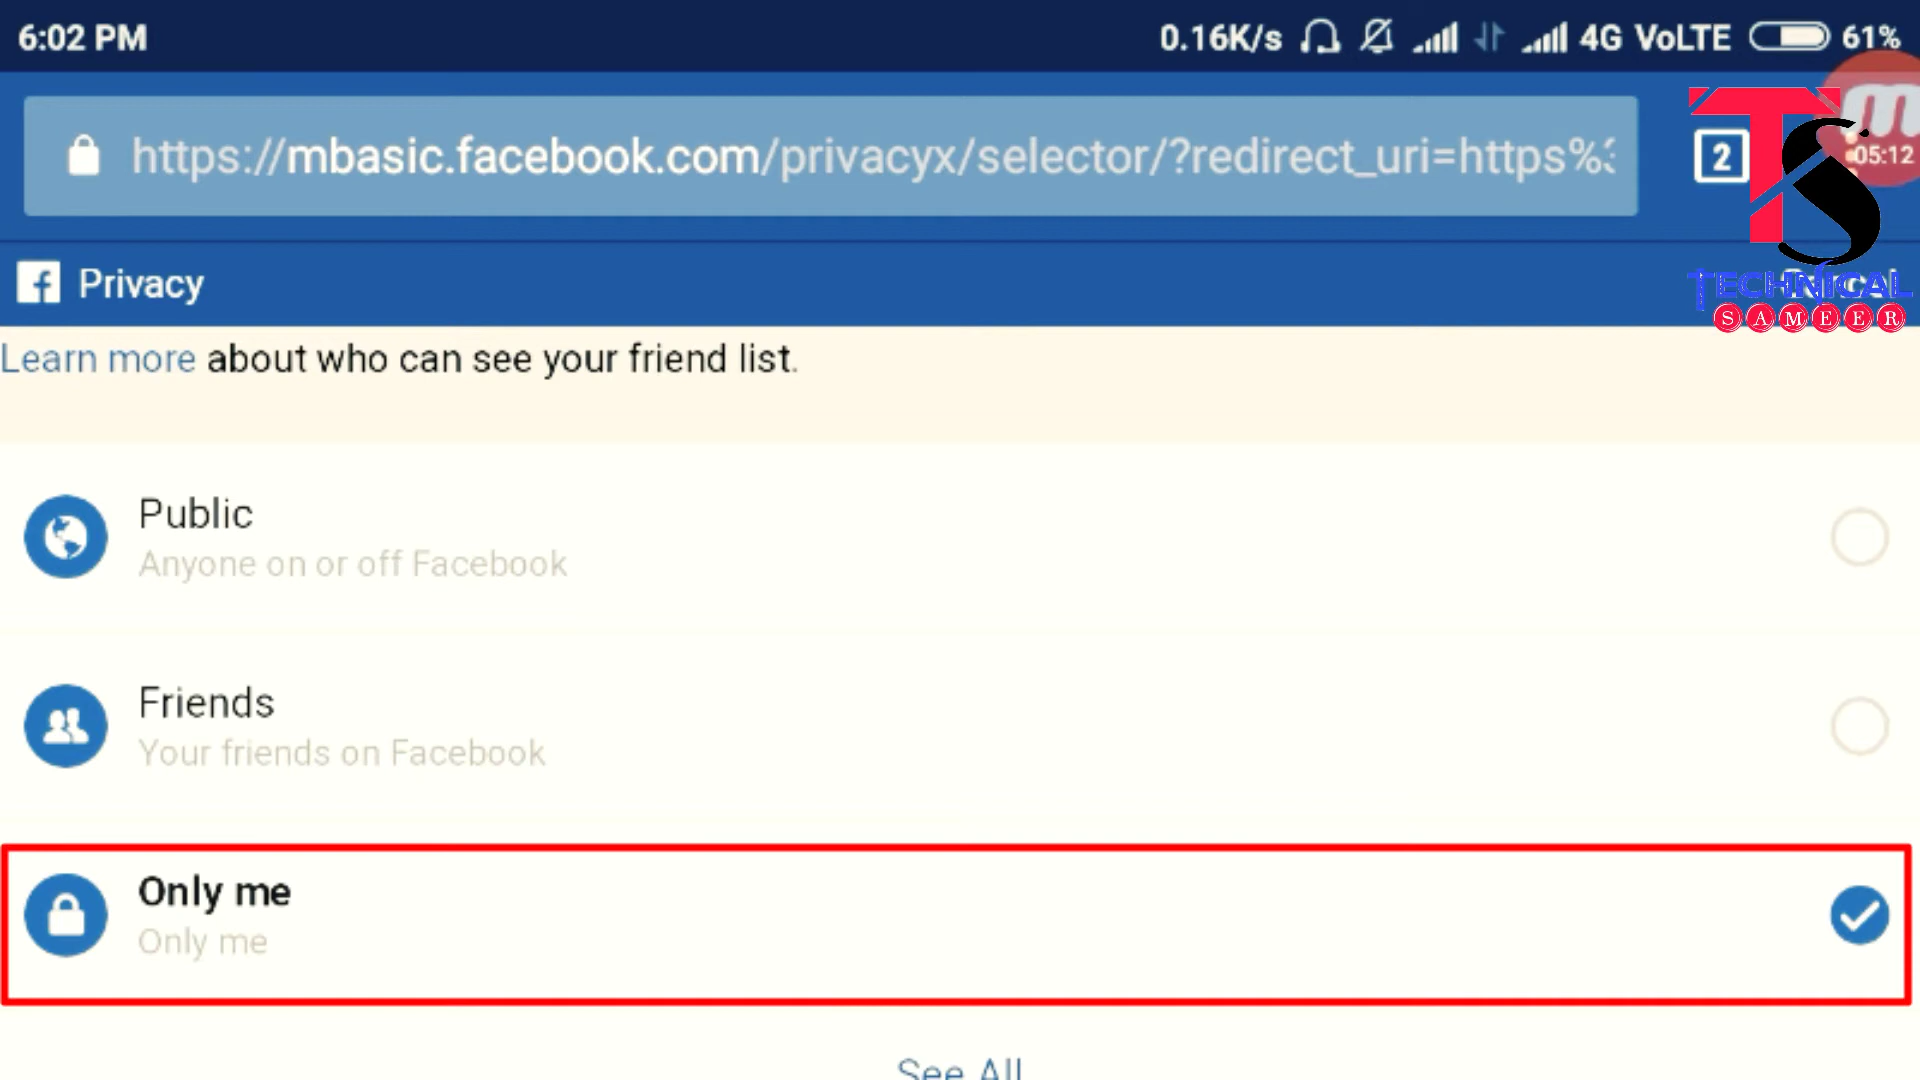 6:02 PM 0.16K/s 4G VoLTE 61%
https://mbasic.facebook.com/privacyx/selector/?redirect_uri=https%3
2
05:12
Privacy
TECHNICAL
SAMEER
Learn more about who can see your friend list.
Public
Anyone on or off Facebook
Friends
Your friends on Facebook
Only me
Only me
See All